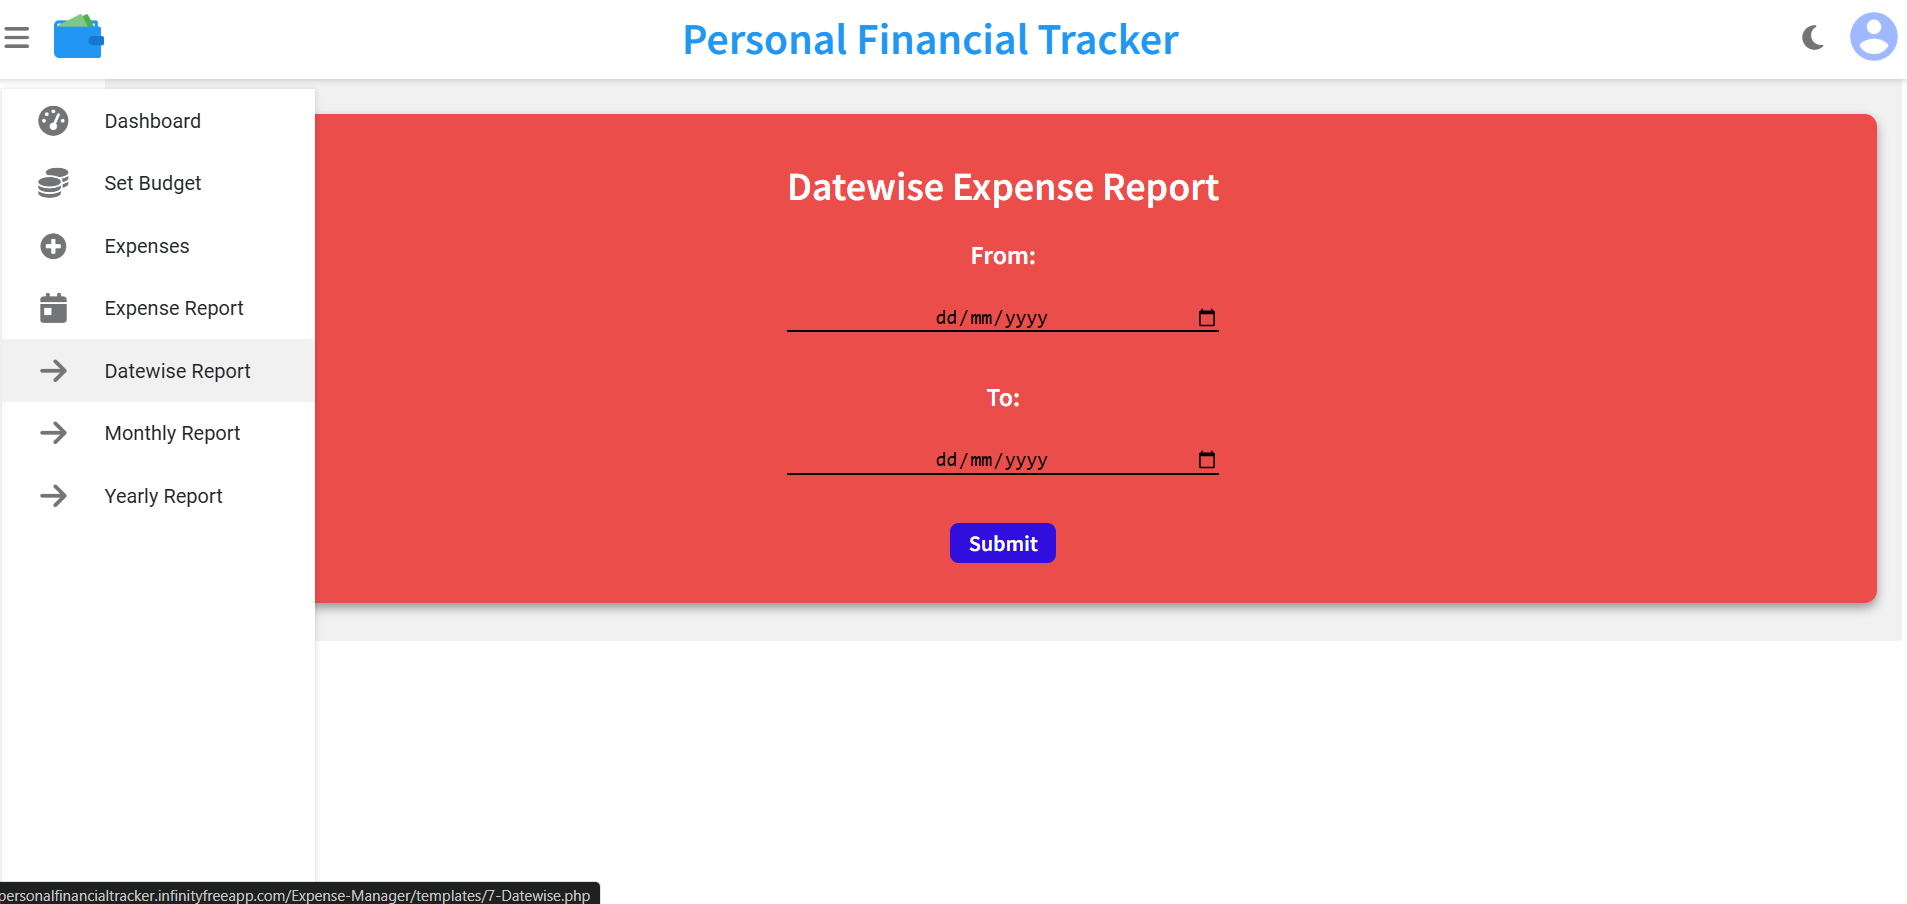 Personal Financial Tracker
Dashboard
Set Budget
Expenses
Expense Report
Datewise Report
Monthly Report
Yearly Report
Datewise Expense Report
From:
dd/mm/yyyy
To:
dd/mm/yyyy
Submit
personalfinancialtracker.infinityfreeapp.com/Expense-Manager/templates/7-Datewise.php